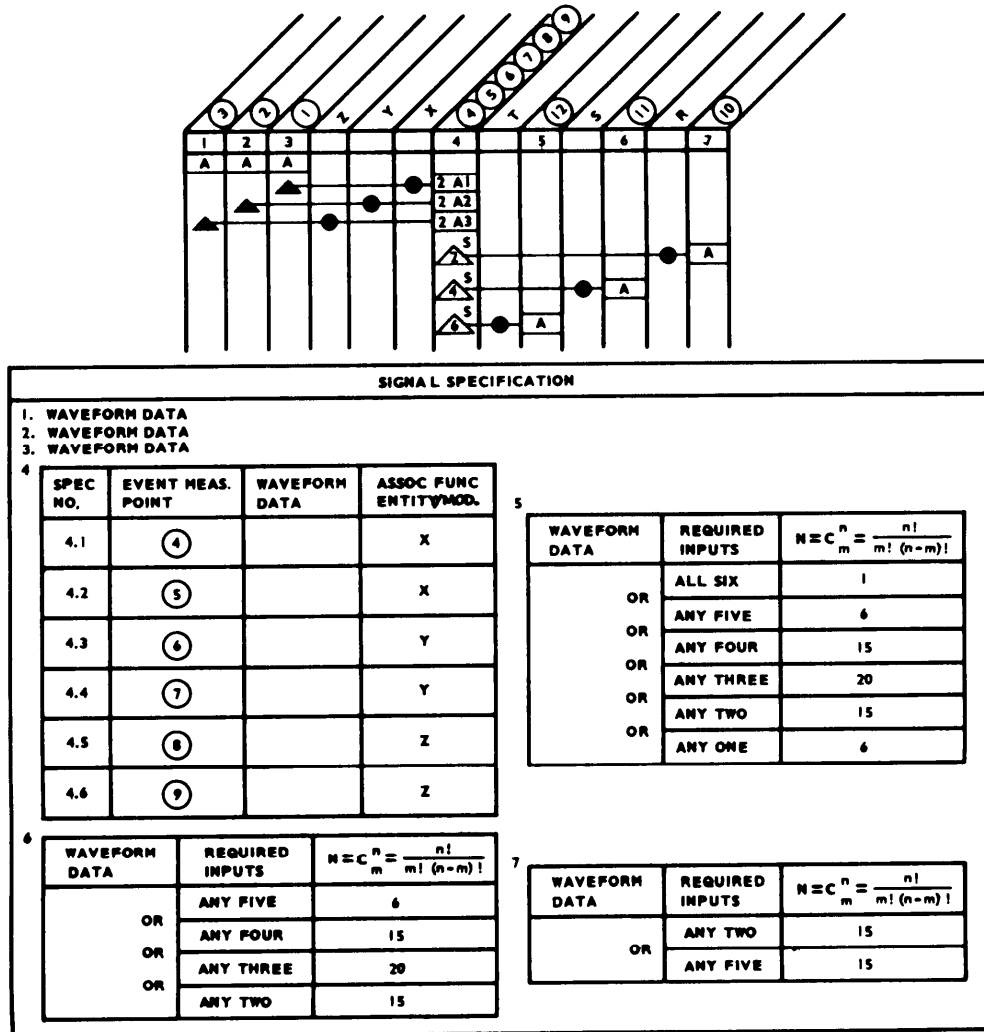 3 2 1 Z Y X 4 5 6 7 8 9 T 12 S 11 R 10
1 2 3 4 5 6 7
A A A
2 A1
2 A2
2 A3
2 S A
4 S A
6 S A
SIGNAL SPECIFICATION
1. WAVEFORM DATA
2. WAVEFORM DATA
3. WAVEFORM DATA
4
SPEC NO. EVENT MEAS. POINT WAVEFORM DATA ASSOC FUNC ENTITY/MOD.
4.1 4 X
4.2 5 X
4.3 6 Y
4.4 7 Y
4.5 8 Z
4.6 9 Z
5
WAVEFORM DATA REQUIRED INPUTS N=C n m = n! m! (n-m)!
ALL SIX 1
OR
ANY FIVE 6
OR
ANY FOUR 15
OR
ANY THREE 20
OR
ANY TWO 15
OR
ANY ONE 6
6
WAVEFORM DATA REQUIRED INPUTS N=C n m = n! m! (n-m)!
ANY FIVE 6
OR
ANY FOUR 15
OR
ANY THREE 20
OR
ANY TWO 15
7
WAVEFORM DATA REQUIRED INPUTS N=C n m = n! m! (n-m)!
ANY TWO 15
OR
ANY FIVE 15